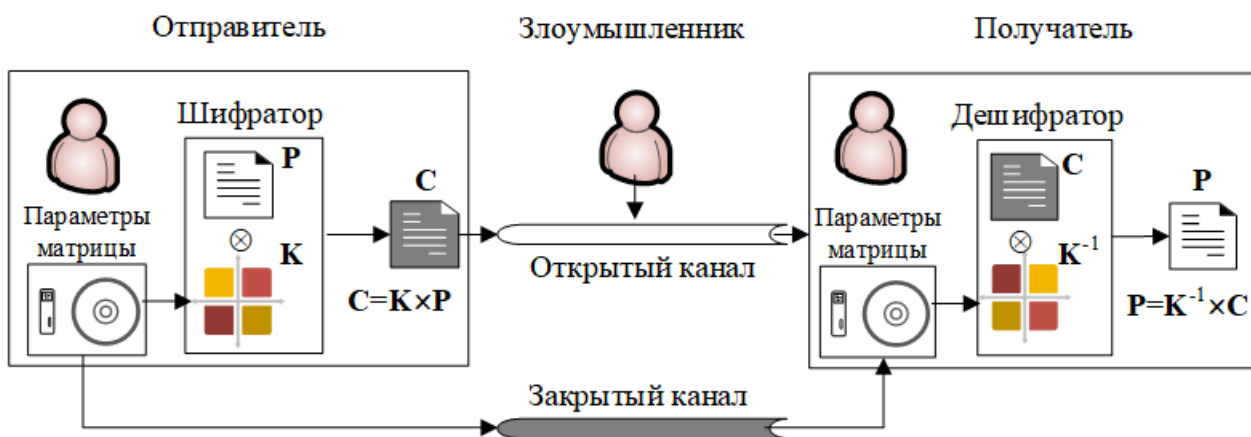 Отправитель
Злоумышленник
Получатель
Шифратор
P
K
Параметры
матрицы
C
C=K×P
Открытый канал
Закрытый канал
Параметры
матрицы
Дешифратор
C
K⁻¹
P
P=K⁻¹×C